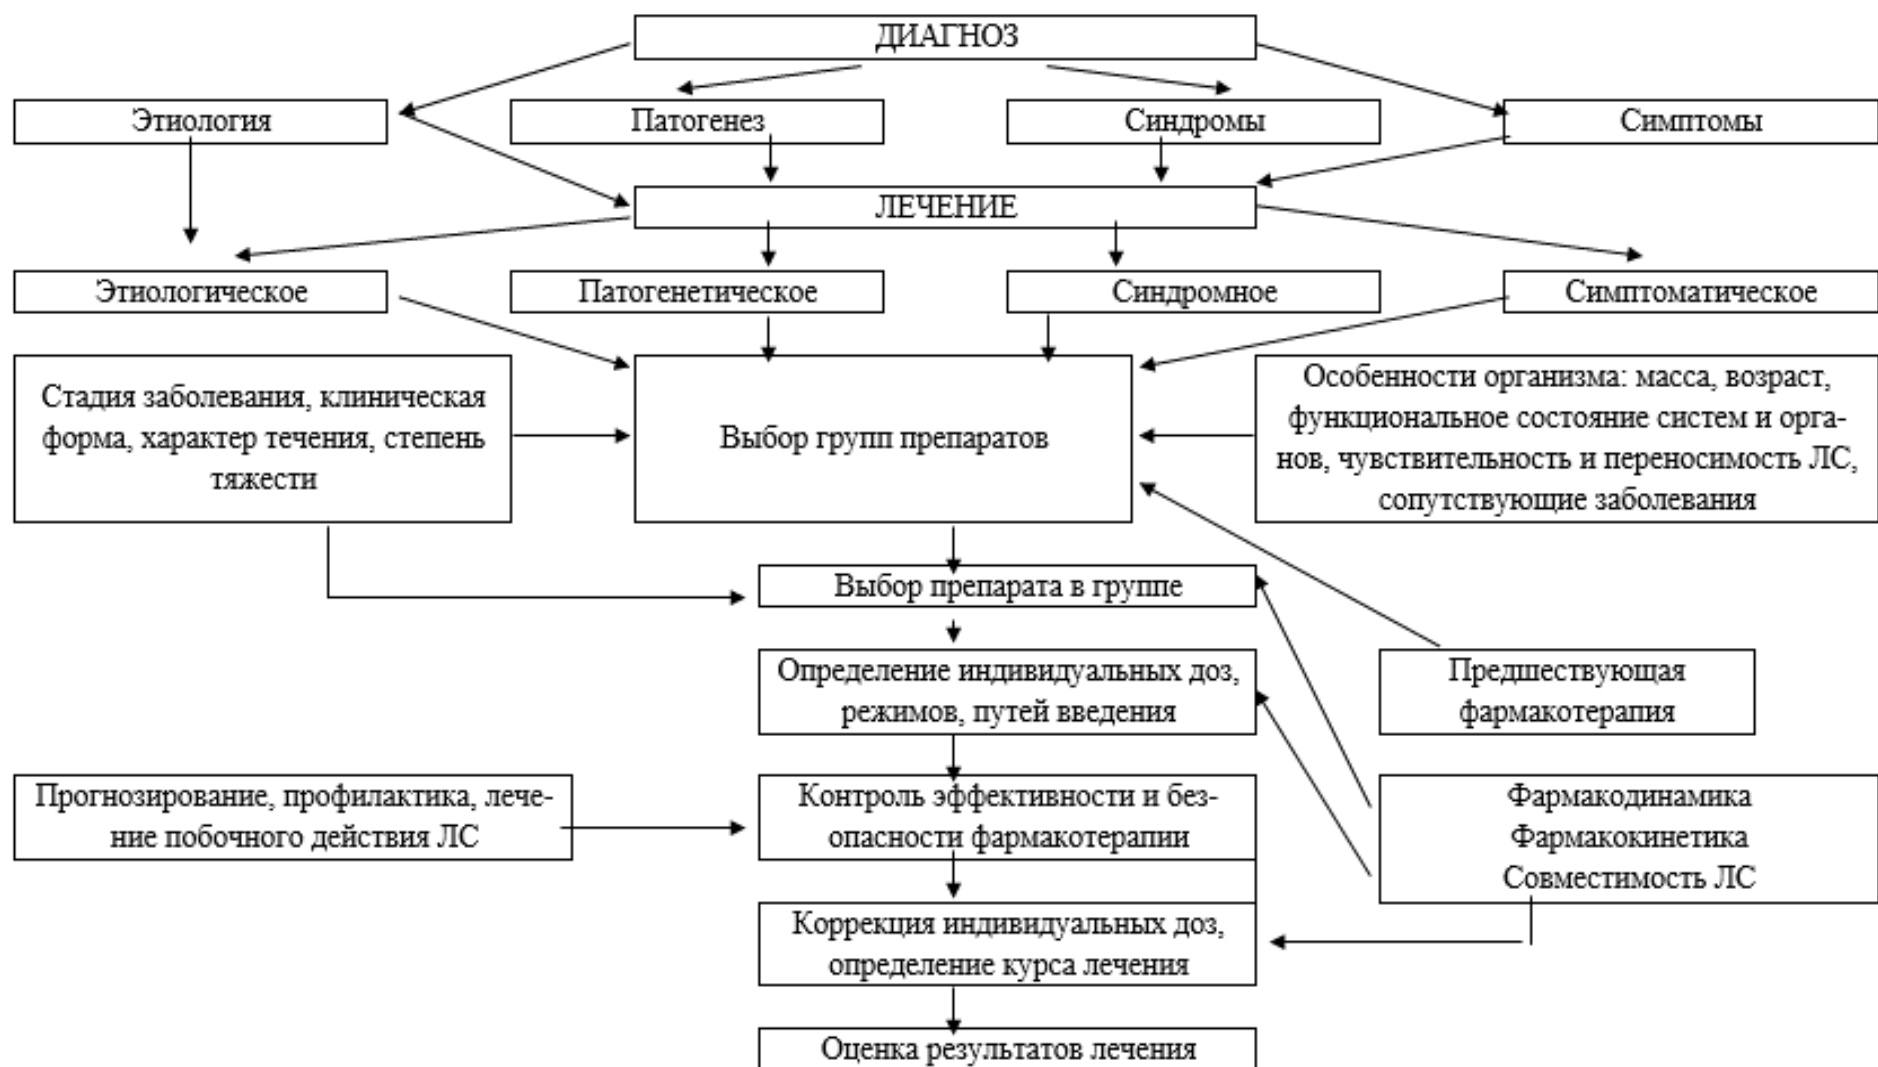 ДИАГНОЗ
Этиология
Патогенез
Синдромы
Симптомы
ЛЕЧЕНИЕ
Этиологическое
Патогенетическое
Синдромное
Симптоматическое
Стадия заболевания, клиническая
форма, характер течения, степень
тяжести
Выбор групп препаратов
Особенности организма: масса, возраст,
функциональное состояние систем и орга-
нов, чувствительность и переносимость ЛС,
сопутствующие заболевания
Выбор препарата в группе
Определение индивидуальных доз,
режимов, путей введения
Предшествующая
фармакотерапия
Прогнозирование, профилактика, лече-
ние побочного действия ЛС
Контроль эффективности и без-
опасности фармакотерапии
Фармакодинамика
Фармакокинетика
Совместимость ЛС
Коррекция индивидуальных доз,
определение курса лечения
Оценка результатов лечения